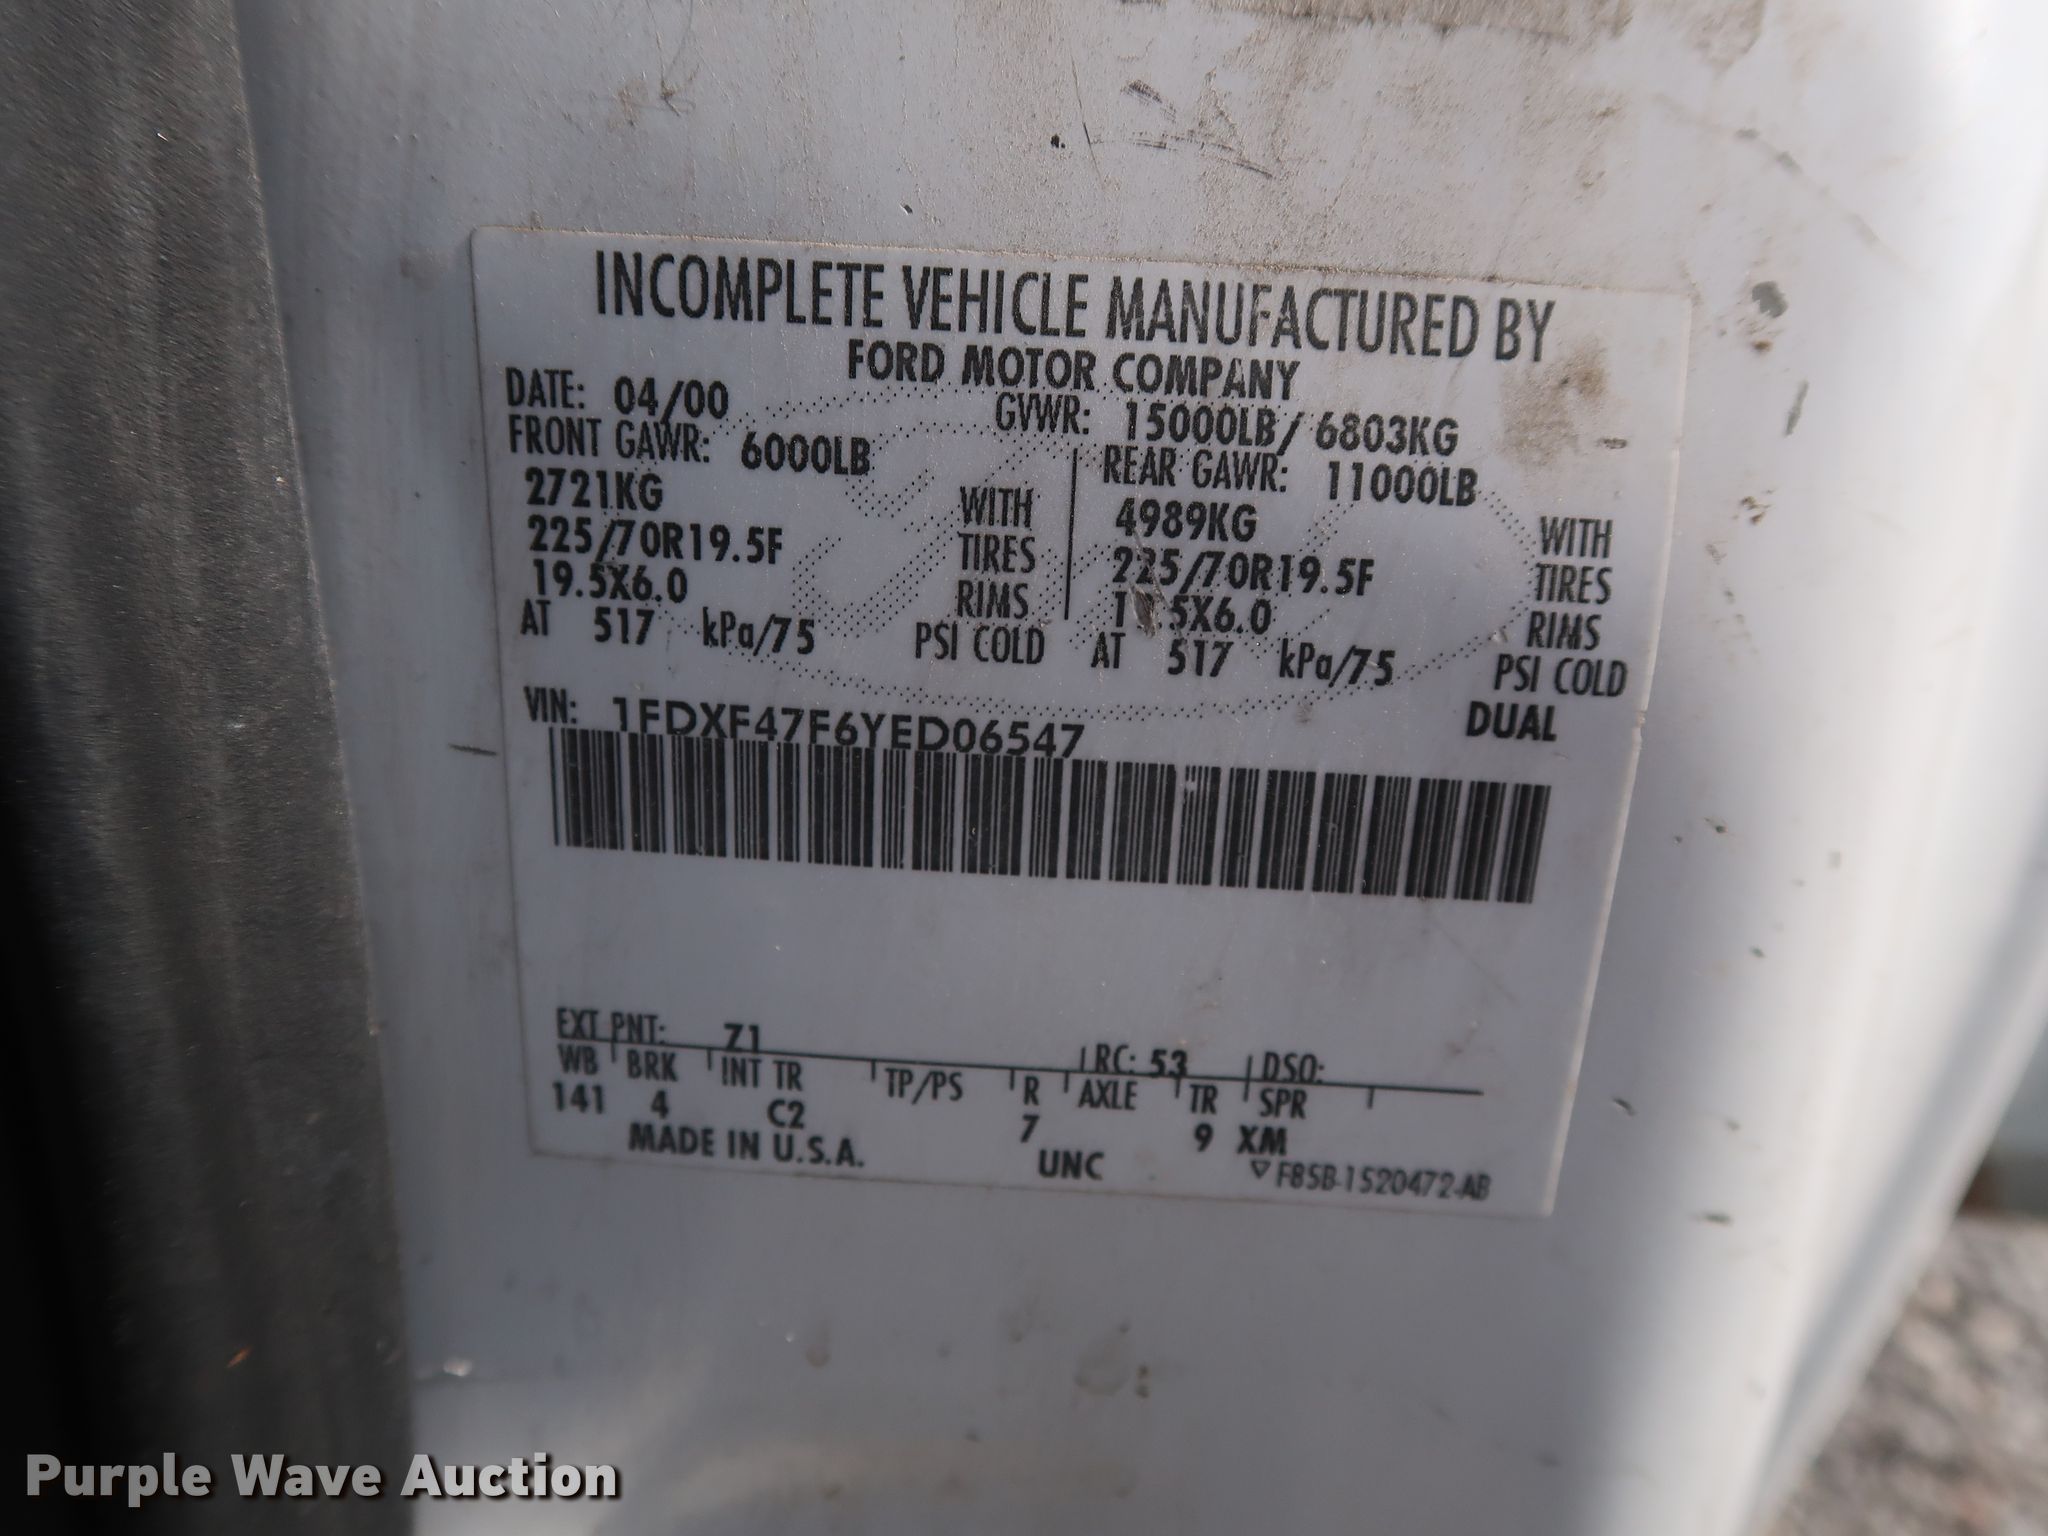 INCOMPLETE VEHICLE MANUFACTURED BY
FORD MOTOR COMPANY
DATE: 04/00 GVWR: 15000LB/ 6803KG
FRONT GAWR: 6000LB REAR GAWR: 11000LB
2721KG WITH 4989KG WITH
225/70R19.5F TIRES 225/70R19.5F TIRES
19.5X6.0 RIMS 19.5X6.0 RIMS
AT 517 kPa/75 PSI COLD AT 517 kPa/75 PSI COLD
DUAL
VIN: 1FDXF47F6YED06547
EXT PNT: Z1 RC: 53 DSO:
WB BRK INT TR TP/PS R AXLE TR SPR
141 4 C2 7 9 XM
MADE IN U.S.A. UNC F85B-1520472-AB
Purple Wave Auction